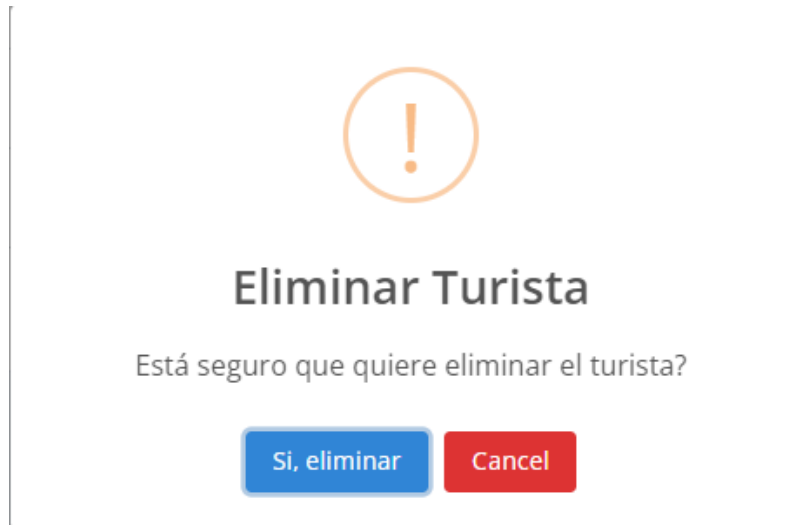 !
Eliminar Turista
Está seguro que quiere eliminar el turista?
Si, eliminar
Cancel